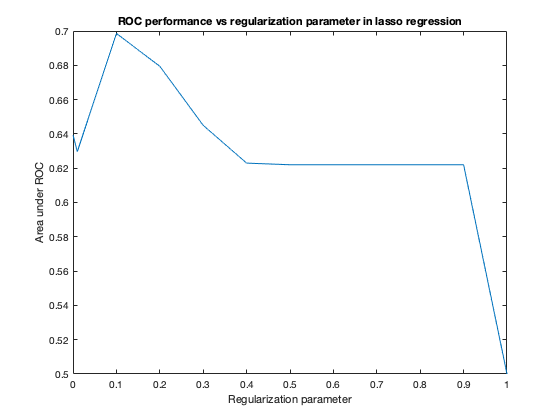 ROC performance vs regularization parameter in lasso regression
0.7
0.68
0.66
0.64
0.62
0.6
0.58
0.56
0.54
0.52
0.5
Area under ROC
0 0.1 0.2 0.3 0.4 0.5 0.6 0.7 0.8 0.9 1
Regularization parameter